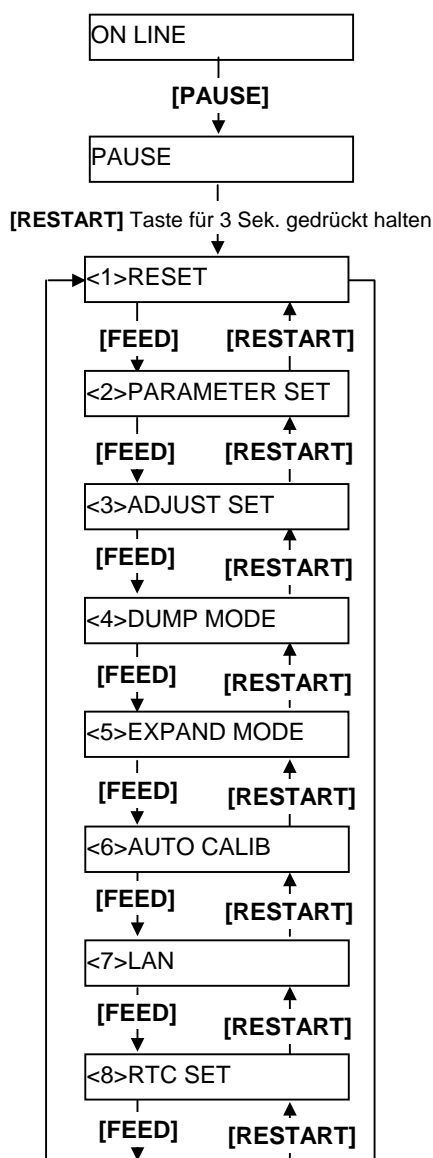 ON LINE
[PAUSE]
PAUSE
[RESTART] Taste für 3 Sek. gedrückt halten
<1>RESET
[FEED] [RESTART]
<2>PARAMETER SET
[FEED] [RESTART]
<3>ADJUST SET
[FEED] [RESTART]
<4>DUMP MODE
[FEED] [RESTART]
<5>EXPAND MODE
[FEED] [RESTART]
<6>AUTO CALIB
[FEED] [RESTART]
<7>LAN
[FEED] [RESTART]
<8>RTC SET
[FEED] [RESTART]